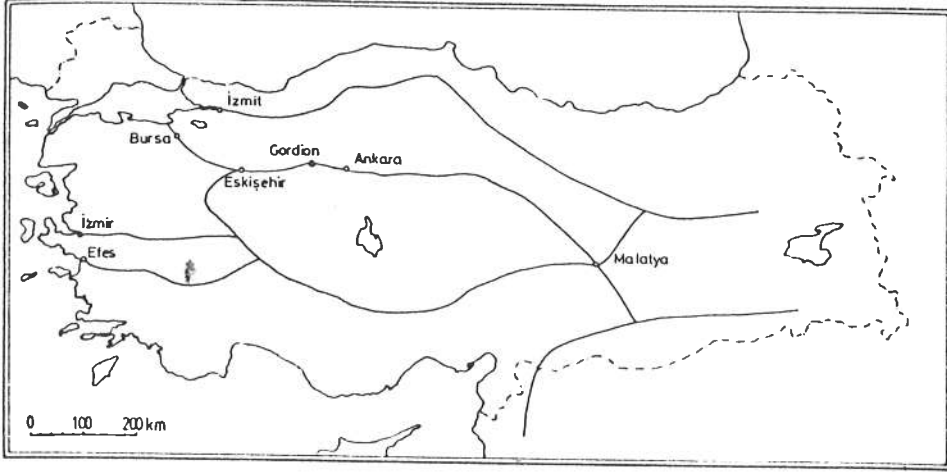 İzmit
Bursa
Gordion
Ankara
Eskişehir
İzmir
Efes
Malatya
0 100 200 km